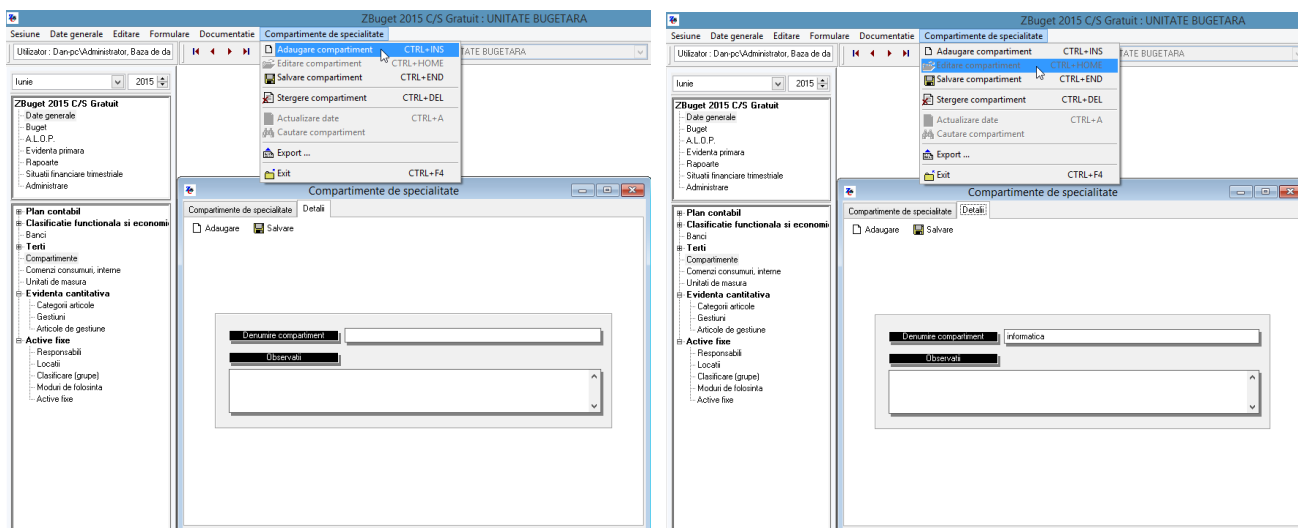 ZBuget 2015 C/S Gratuit : UNITATE BUGETARA
Sesiune Date generale Editare Formulare Documentatie Compartimente de specialitate
Utilizator : Dan-pc\Administrator, Baza de da
TATE BUGETARA
Adaugare compartiment CTRL+INS
Editare compartiment CTRL+HOME
Salvare compartiment CTRL+END
Stergere compartiment CTRL+DEL
Actualizare date CTRL+A
Cautare compartiment
Export ...
Exit CTRL+F4
Iunie 2015
ZBuget 2015 C/S Gratuit
Date generale
Buget
A.L.O.P.
Evidenta primara
Rapoarte
Situatii financiare trimestriale
Administrare
Plan contabil
Clasificatie functionala si economi
Banci
Terti
Compartimente
Comenzi consumuri, interne
Unitati de masura
Evidenta cantitativa
Categorii articole
Gestiuni
Articole de gestiune
Active fixe
Responsabili
Locatii
Clasificare (grupe)
Moduri de folosinta
Active fixe
Compartimente de specialitate
Compartimente de specialitate Detalii
Adaugare Salvare
Denumire compartiment
Observatii
ZBuget 2015 C/S Gratuit : UNITATE BUGETARA
Sesiune Date generale Editare Formulare Documentatie Compartimente de specialitate
Utilizator : Dan-pc\Administrator, Baza de da
TATE BUGETARA
Adaugare compartiment CTRL+INS
Editare compartiment CTRL+HOME
Salvare compartiment CTRL+END
Stergere compartiment CTRL+DEL
Actualizare date CTRL+A
Cautare compartiment
Export ...
Exit CTRL+F4
Iunie 2015
ZBuget 2015 C/S Gratuit
Date generale
Buget
A.L.O.P.
Evidenta primara
Rapoarte
Situatii financiare trimestriale
Administrare
Plan contabil
Clasificatie functionala si economi
Banci
Terti
Compartimente
Comenzi consumuri, interne
Unitati de masura
Evidenta cantitativa
Categorii articole
Gestiuni
Articole de gestiune
Active fixe
Responsabili
Locatii
Clasificare (grupe)
Moduri de folosinta
Active fixe
Compartimente de specialitate
Compartimente de specialitate Detalii
Adaugare Salvare
Denumire compartiment informatica
Observatii